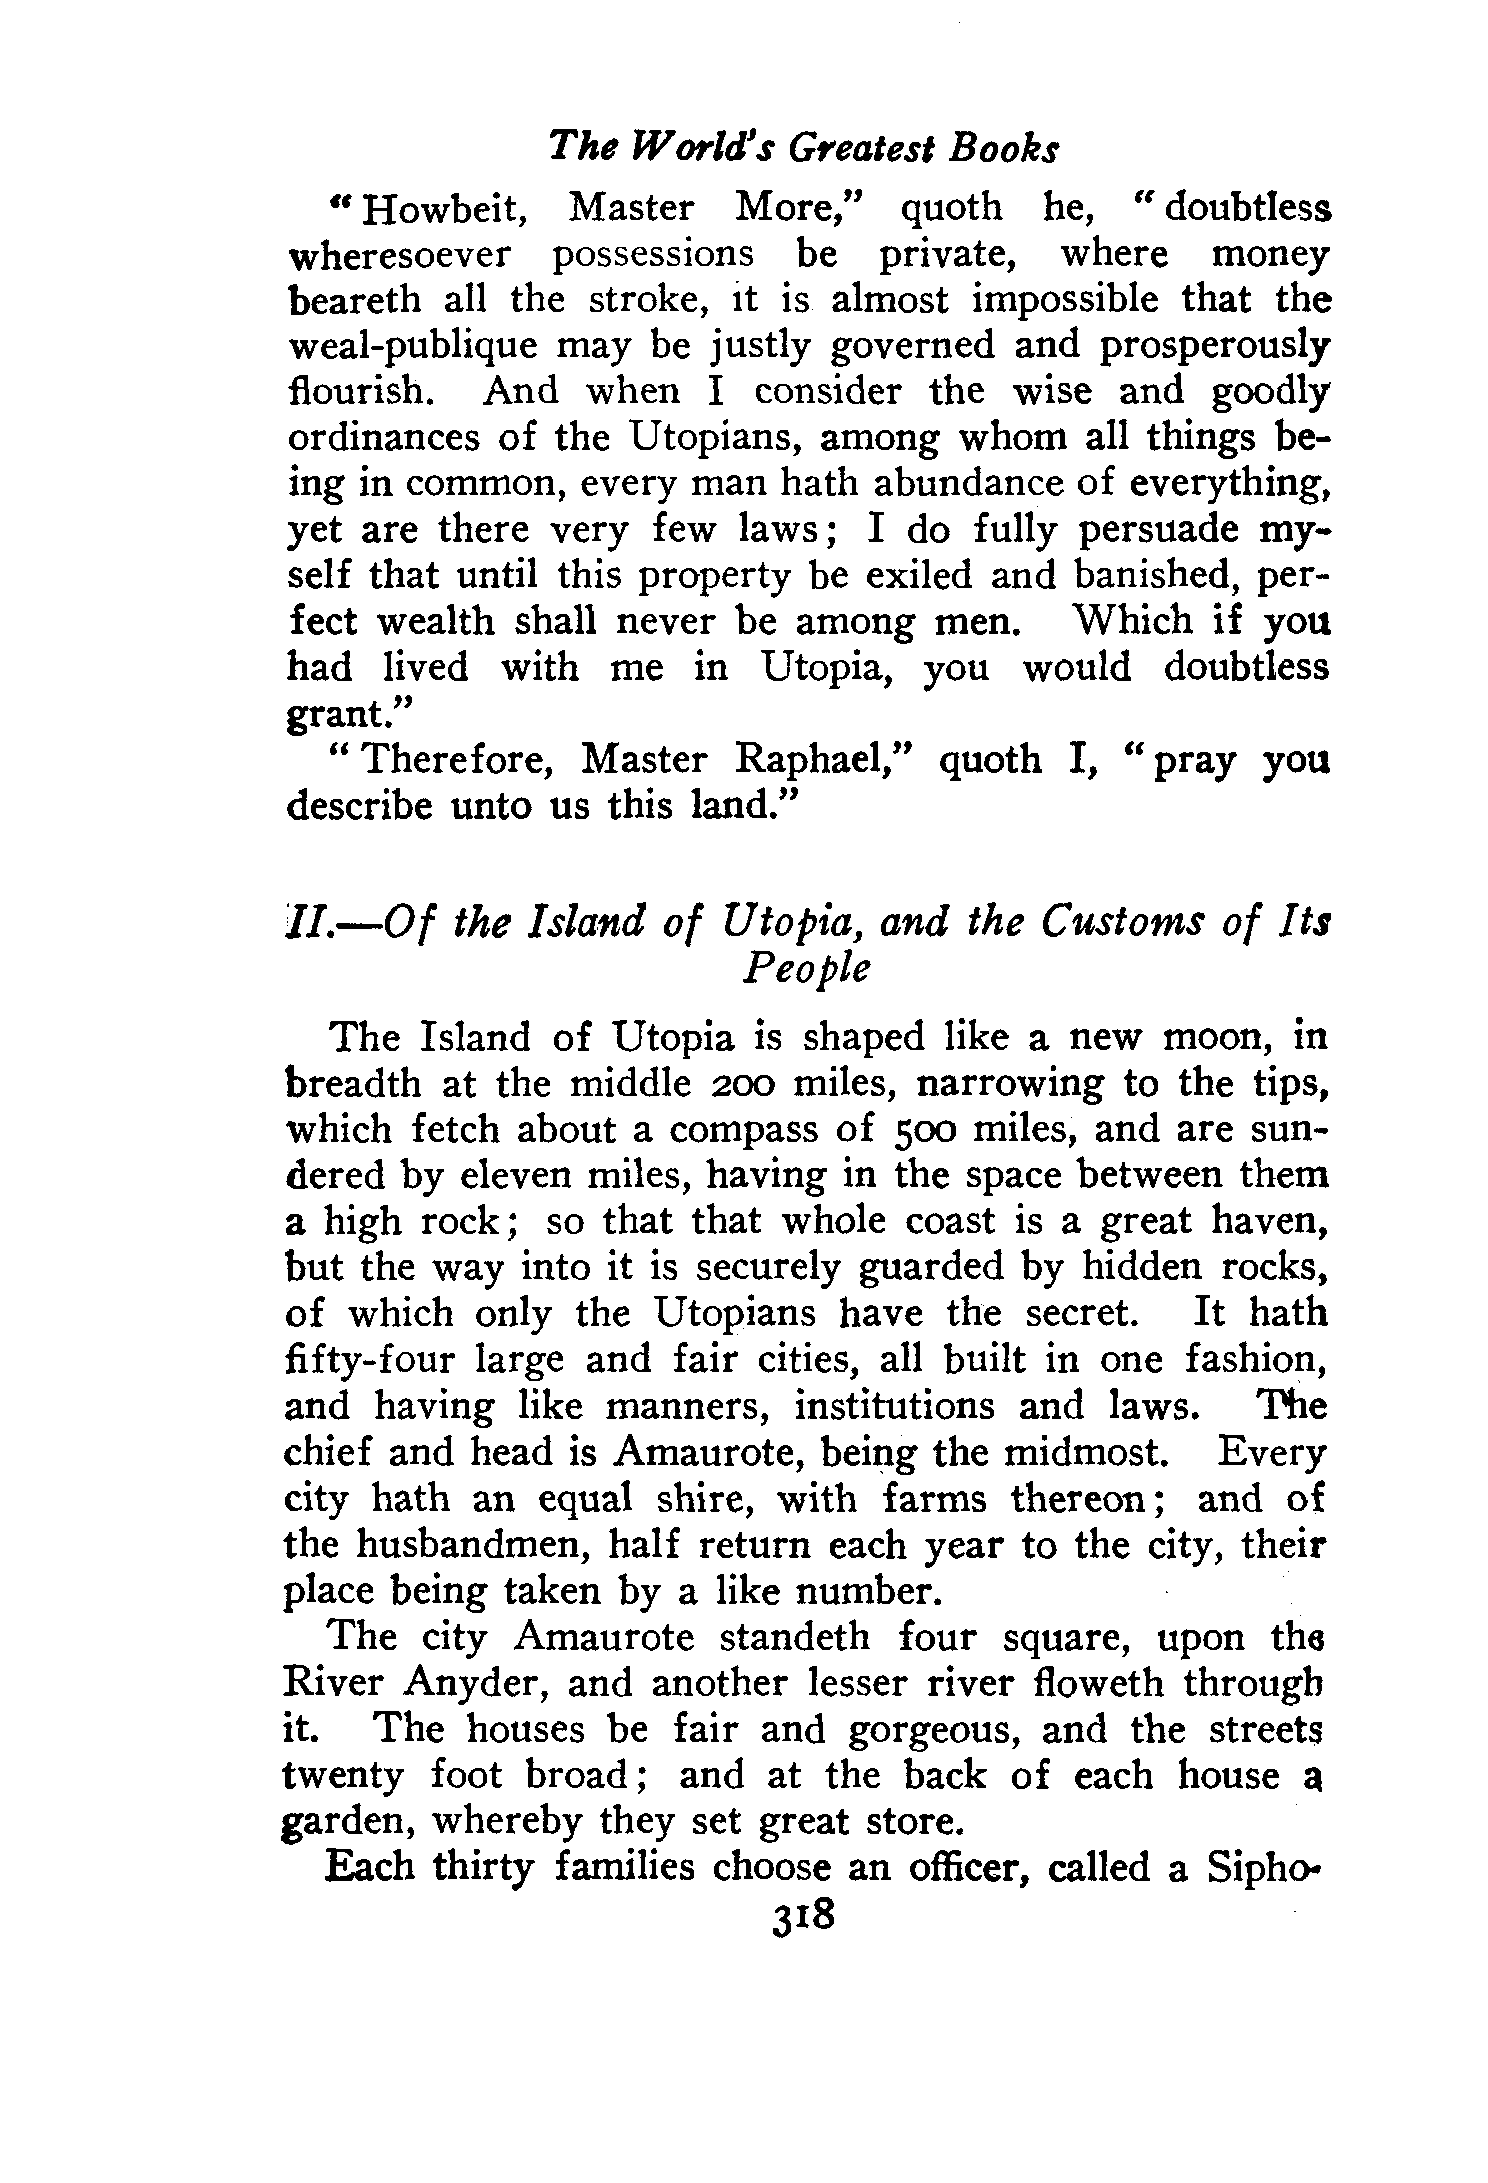 The World's Greatest Books
“Howbeit, Master More,” quoth he, “doubtless
wheresoever possessions be private, where money
beareth all the stroke, it is almost impossible that the
weal-publique may be justly governed and prosperously
flourish. And when I consider the wise and goodly
ordinances of the Utopians, among whom all things be-
ing in common, every man hath abundance of everything,
yet are there very few laws; I do fully persuade my-
self that until this property be exiled and banished, per-
fect wealth shall never be among men. Which if you
had lived with me in Utopia, you would doubtless
grant.”
“Therefore, Master Raphael,” quoth I, “pray you
describe unto us this land.”
II.—Of the Island of Utopia, and the Customs of Its
People
The Island of Utopia is shaped like a new moon, in
breadth at the middle 200 miles, narrowing to the tips,
which fetch about a compass of 500 miles, and are sun-
dered by eleven miles, having in the space between them
a high rock; so that that whole coast is a great haven,
but the way into it is securely guarded by hidden rocks,
of which only the Utopians have the secret. It hath
fifty-four large and fair cities, all built in one fashion,
and having like manners, institutions and laws. The
chief and head is Amaurote, being the midmost. Every
city hath an equal shire, with farms thereon; and of
the husbandmen, half return each year to the city, their
place being taken by a like number.
The city Amaurote standeth four square, upon the
River Anyder, and another lesser river floweth through
it. The houses be fair and gorgeous, and the streets
twenty foot broad; and at the back of each house a
garden, whereby they set great store.
Each thirty families choose an officer, called a Sipho-
318